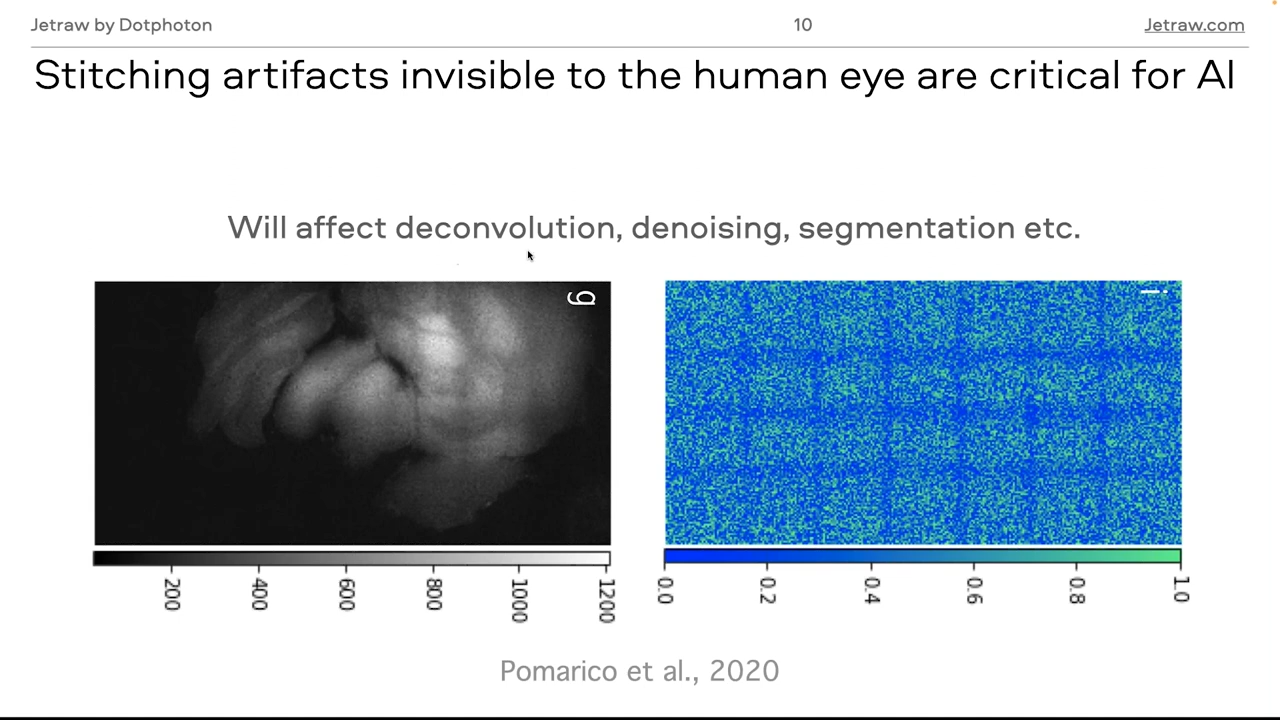 Jetraw by Dotphoton 10 Jetraw.com
Stitching artifacts invisible to the human eye are critical for AI
Will affect deconvolution, denoising, segmentation etc.
g
i
200 400 600 800 1000 1200
0.0 0.2 0.4 0.6 0.8 1.0
Pomarico et al., 2020